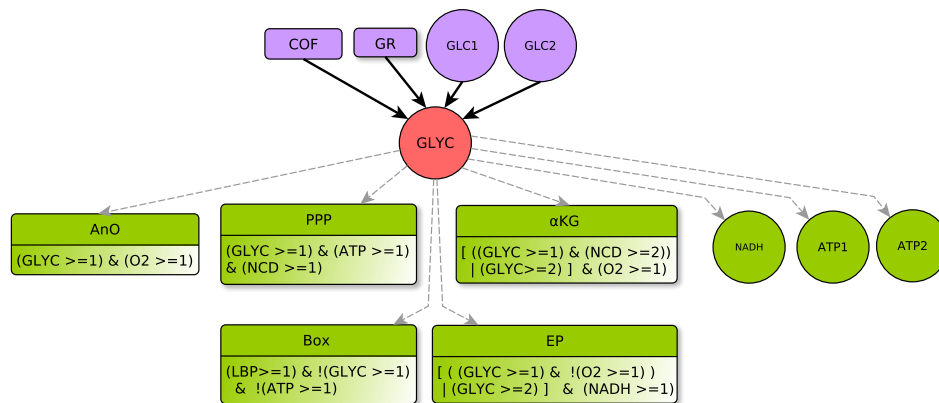 COF
GR
GLC1
GLC2
GLYC
AnO
(GLYC >=1) & (O2 >=1)
PPP
(GLYC >=1) & (ATP >=1)
& (NCD >=1)
αKG
[ ((GLYC >=1) & (NCD >=2))
| (GLYC>=2) ] & (O2 >=1)
NADH
ATP1
ATP2
Box
(LBP>=1) & !(GLYC >=1)
& !(ATP >=1)
EP
[ ( (GLYC >=1) & !(O2 >=1) )
| (GLYC >=2) ] & (NADH >=1)